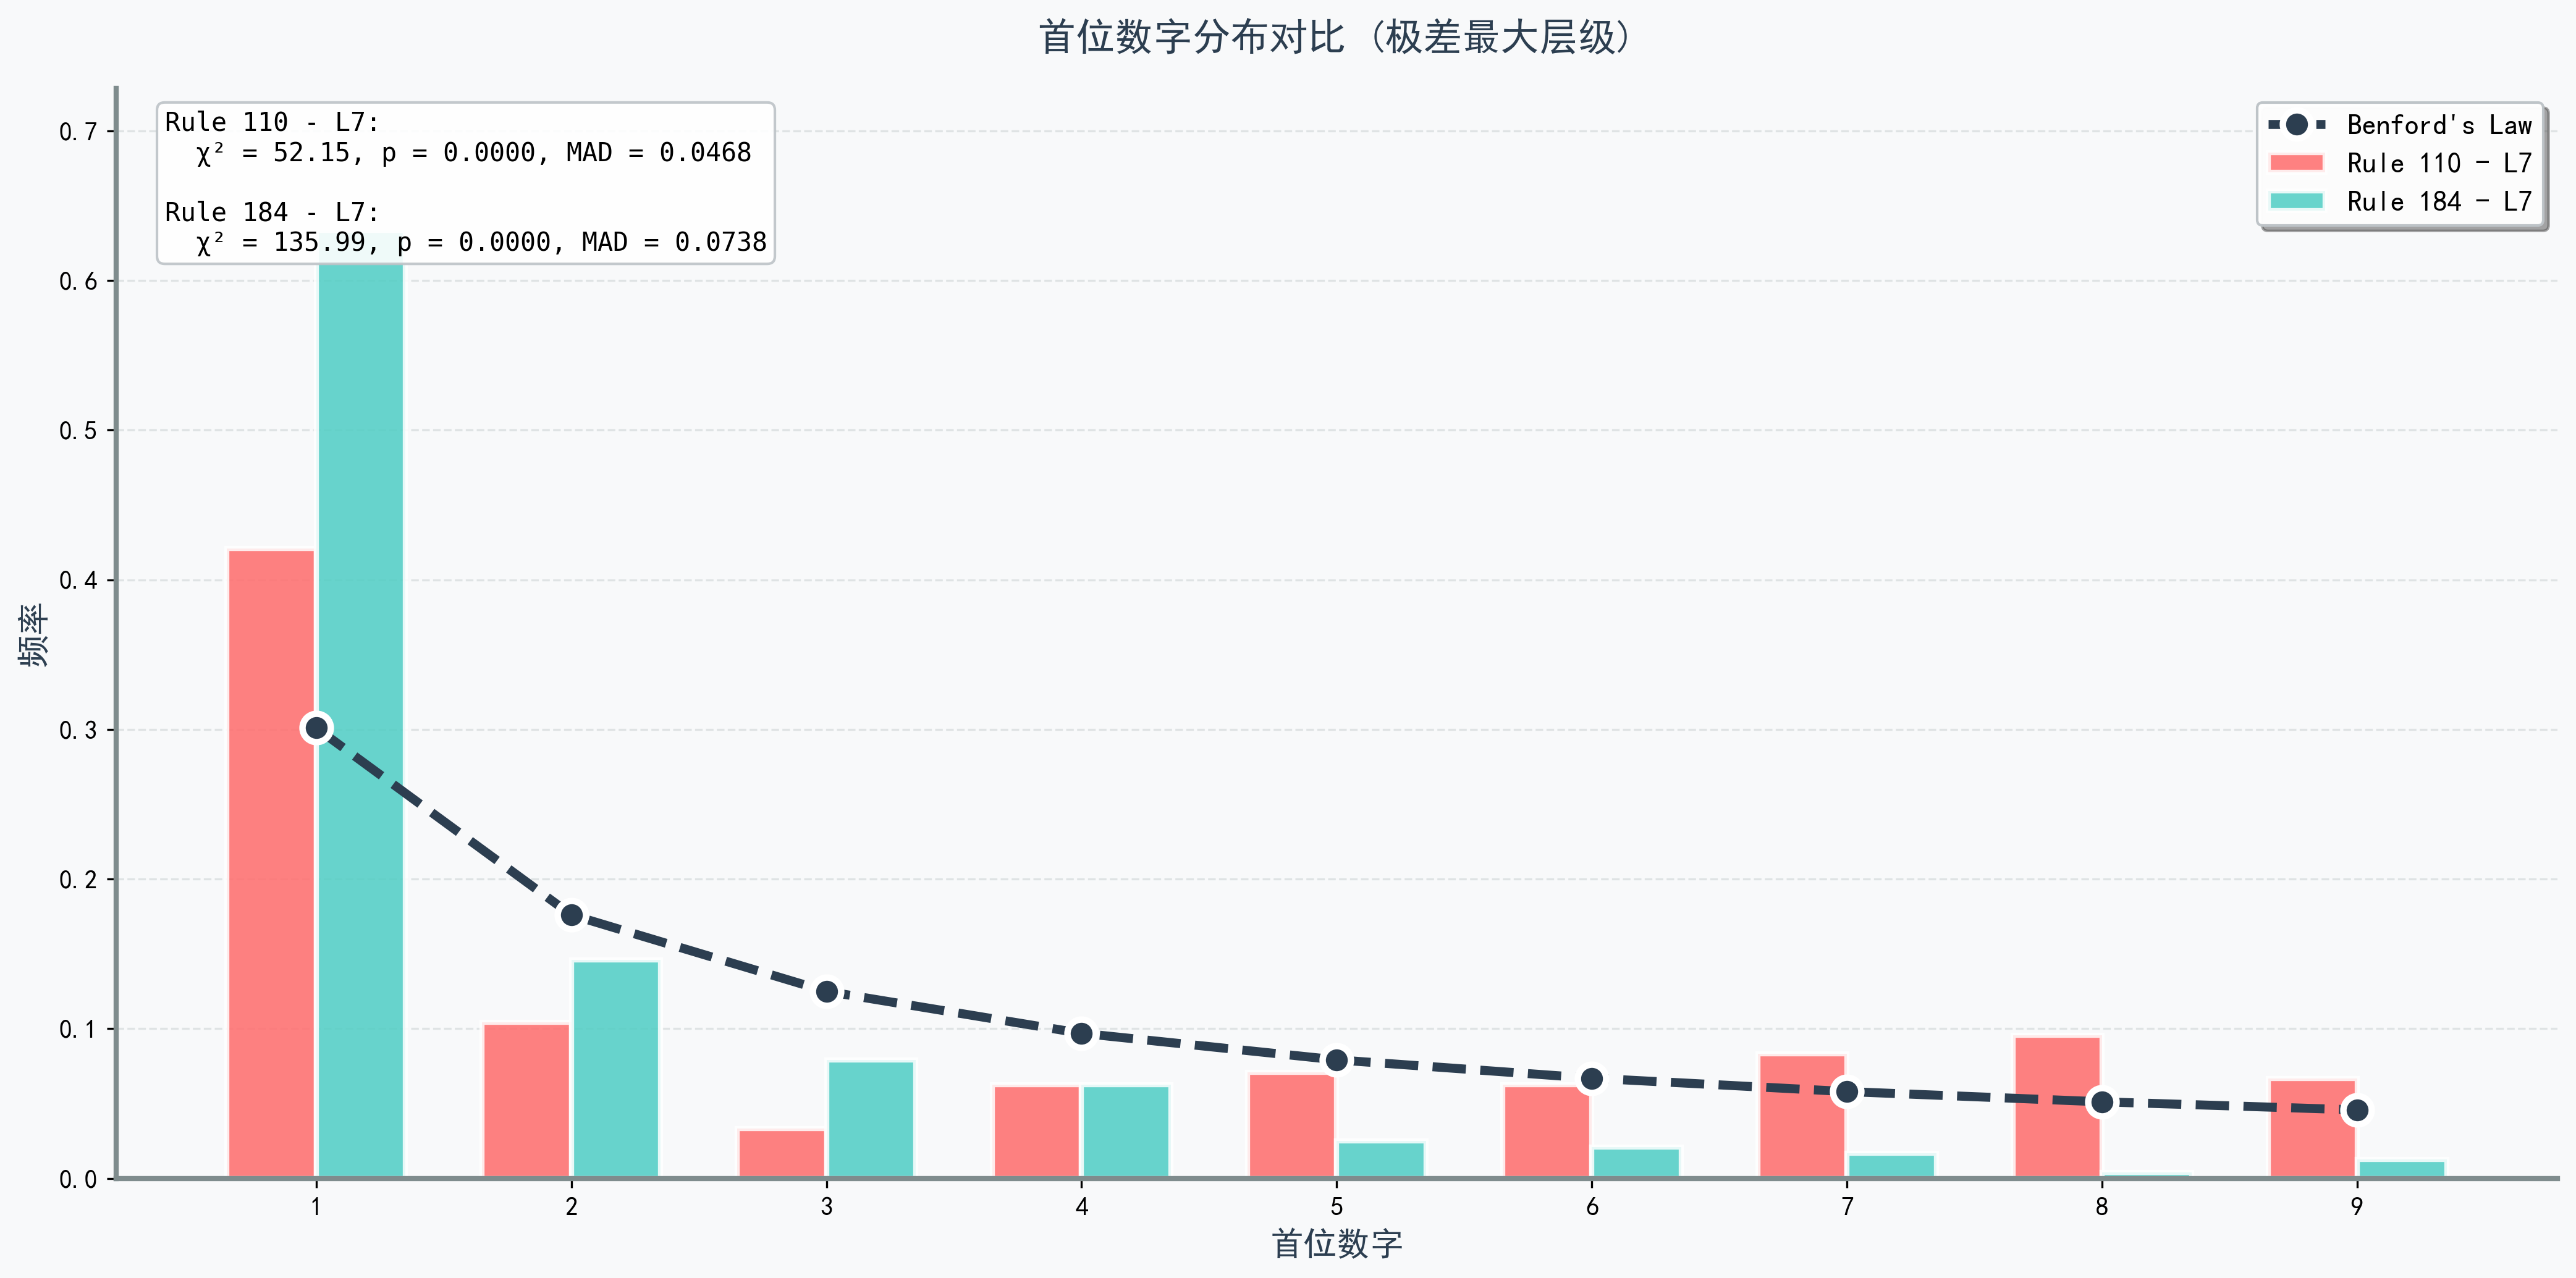 首位数字分布对比 (极差最大层级)
Rule 110 - L7:
χ² = 52.15, p = 0.0000, MAD = 0.0468
Rule 184 - L7:
χ² = 135.99, p = 0.0000, MAD = 0.0738
Benford's Law
Rule 110 - L7
Rule 184 - L7
频率
0.7
0.6
0.5
0.4
0.3
0.2
0.1
0.0
1 2 3 4 5 6 7 8 9
首位数字